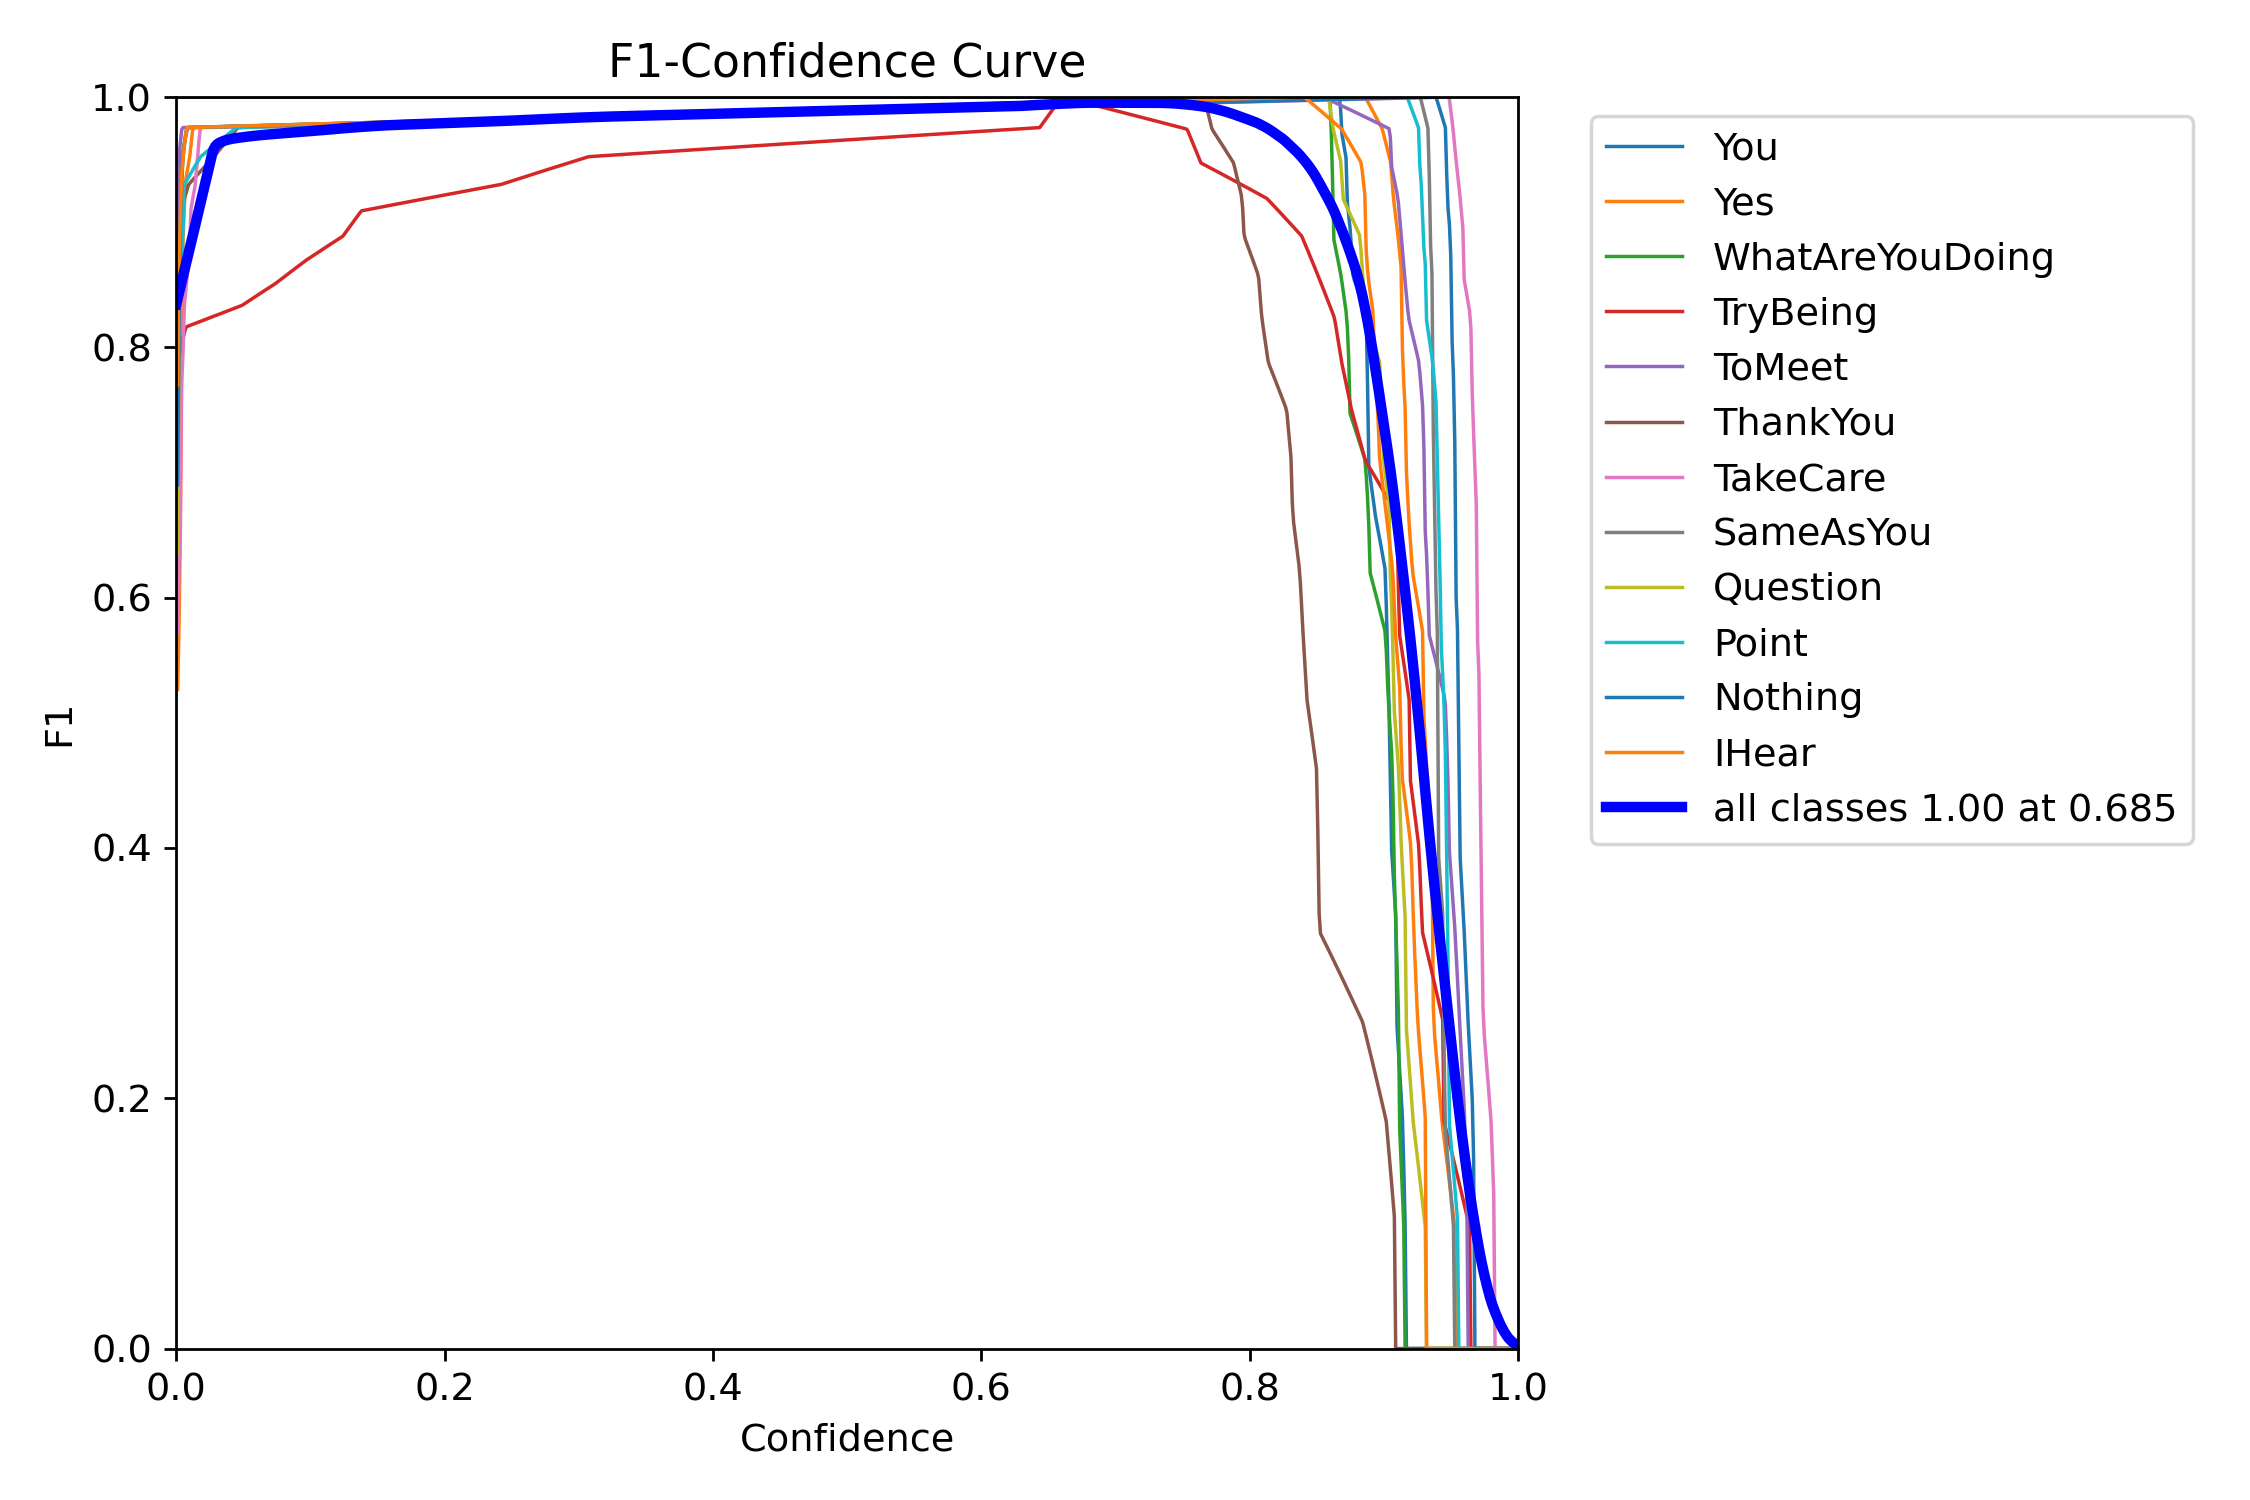 F1-Confidence Curve
1.0
0.8
0.6
0.4
0.2
0.0
F1
0.0 0.2 0.4 0.6 0.8 1.0
Confidence
You
Yes
WhatAreYouDoing
TryBeing
ToMeet
ThankYou
TakeCare
SameAsYou
Question
Point
Nothing
IHear
all classes 1.00 at 0.685